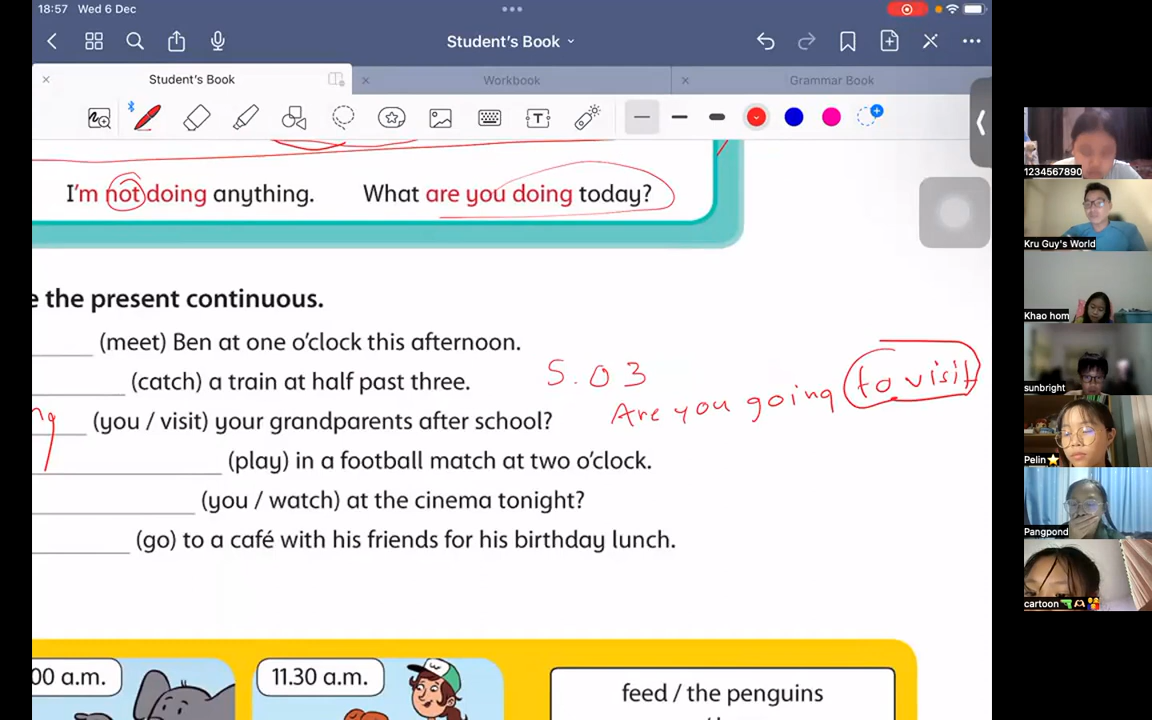 18:57 Wed 6 Dec
Student's Book
Student's Book
Workbook
Grammar Book
I'm not doing anything. What are you doing today?
e the present continuous.
(meet) Ben at one o'clock this afternoon.
(catch) a train at half past three.
5.03
Are you going to visit
ng
(you / visit) your grandparents after school?
(play) in a football match at two o'clock.
(you / watch) at the cinema tonight?
(go) to a café with his friends for his birthday lunch.
00 a.m.
11.30 a.m.
feed / the penguins
1234567890
Kru Guy's World
Khao hom
sunbright
Pelin⭐
Pangpond
cartoon